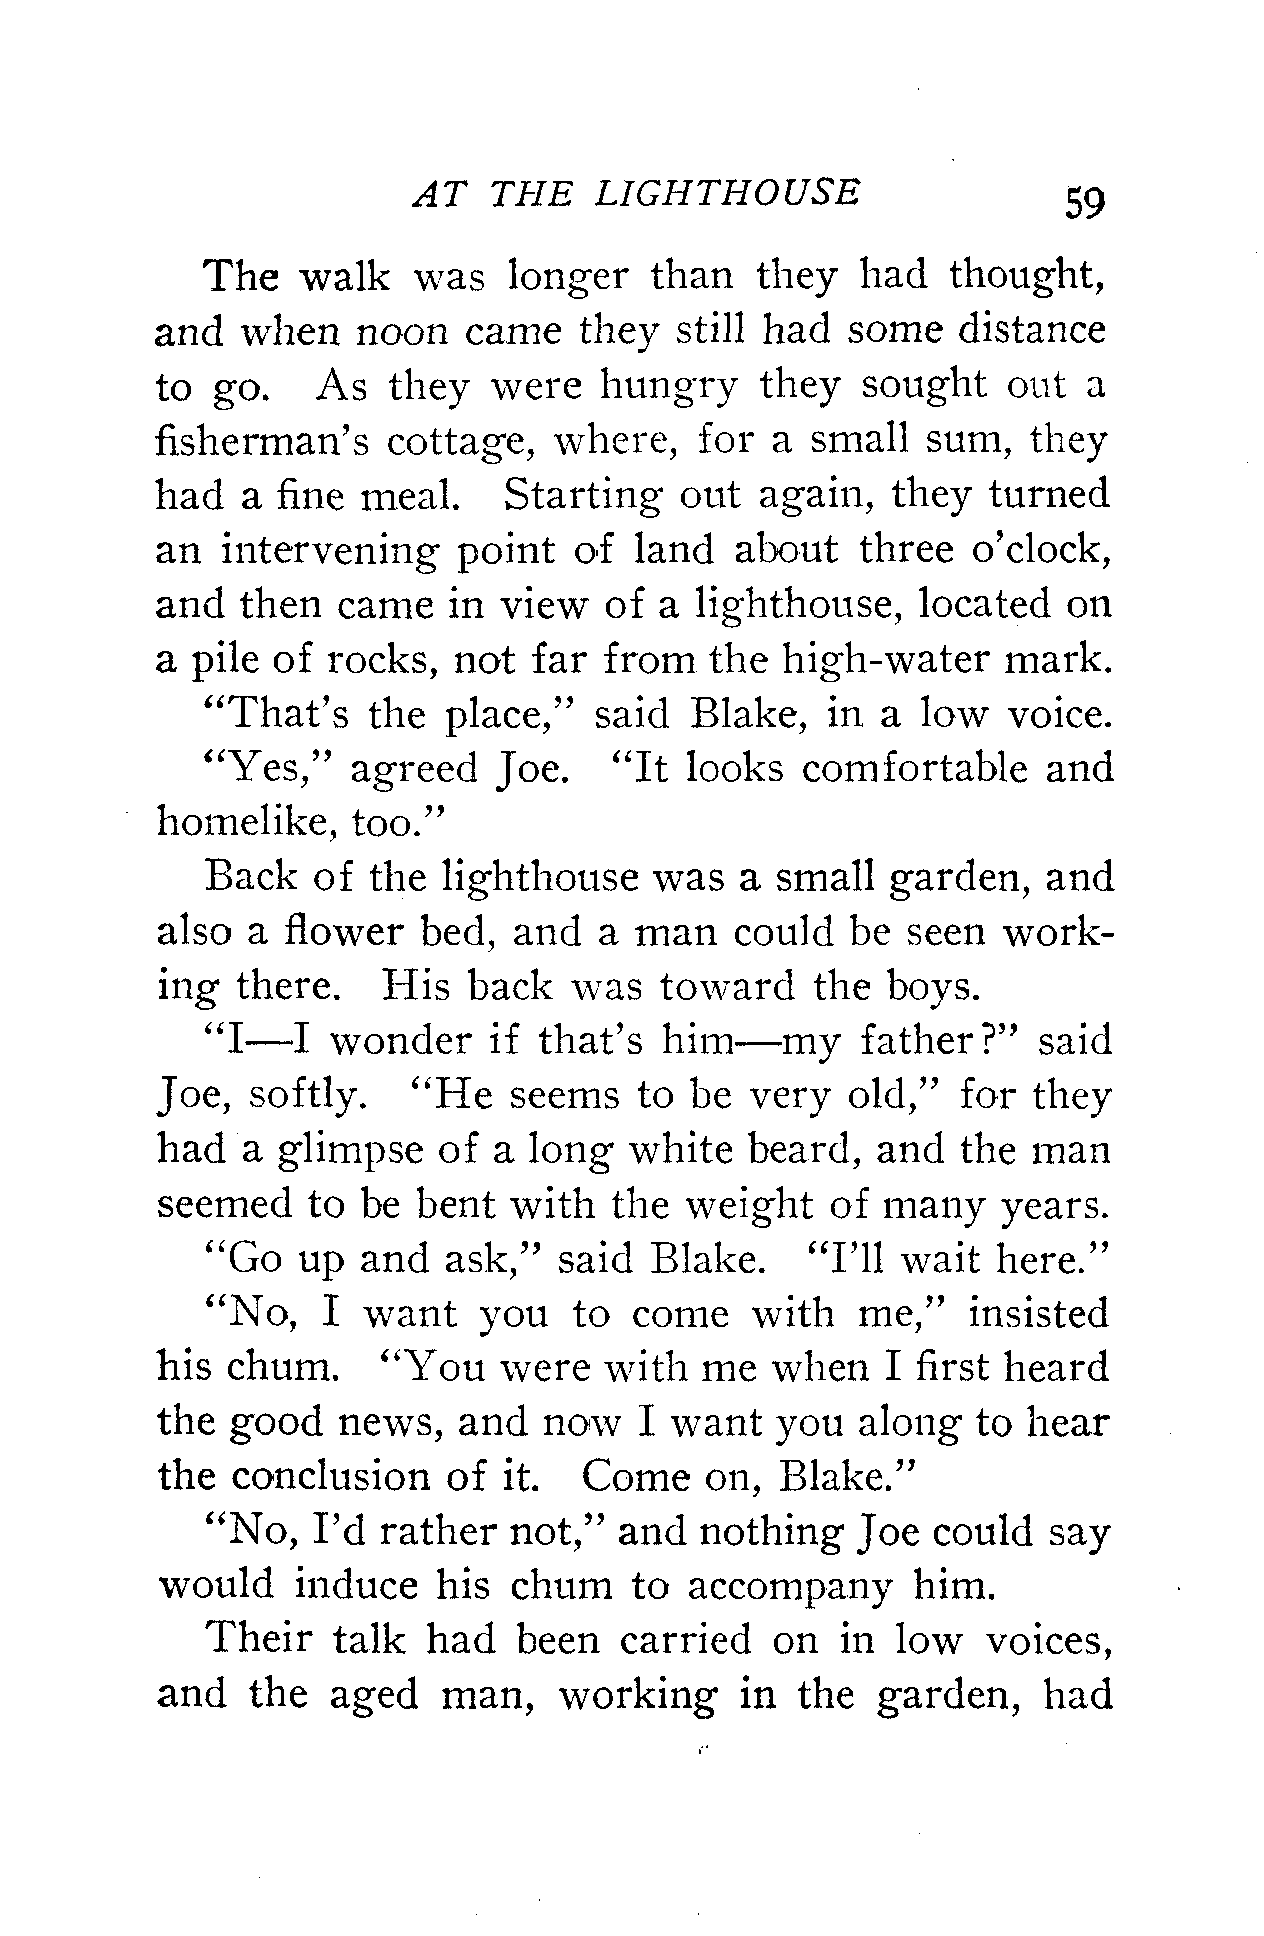 AT THE LIGHTHOUSE 59
The walk was longer than they had thought,
and when noon came they still had some distance
to go. As they were hungry they sought out a
fisherman's cottage, where, for a small sum, they
had a fine meal. Starting out again, they turned
an intervening point of land about three o'clock,
and then came in view of a lighthouse, located on
a pile of rocks, not far from the high-water mark.
"That's the place," said Blake, in a low voice.
"Yes," agreed Joe. "It looks comfortable and
homelike, too."
Back of the lighthouse was a small garden, and
also a flower bed, and a man could be seen work-
ing there. His back was toward the boys.
"I—I wonder if that's him—my father?" said
Joe, softly. "He seems to be very old," for they
had a glimpse of a long white beard, and the man
seemed to be bent with the weight of many years.
"Go up and ask," said Blake. "I'll wait here."
"No, I want you to come with me," insisted
his chum. "You were with me when I first heard
the good news, and now I want you along to hear
the conclusion of it. Come on, Blake."
"No, I'd rather not," and nothing Joe could say
would induce his chum to accompany him.
Their talk had been carried on in low voices,
and the aged man, working in the garden, had